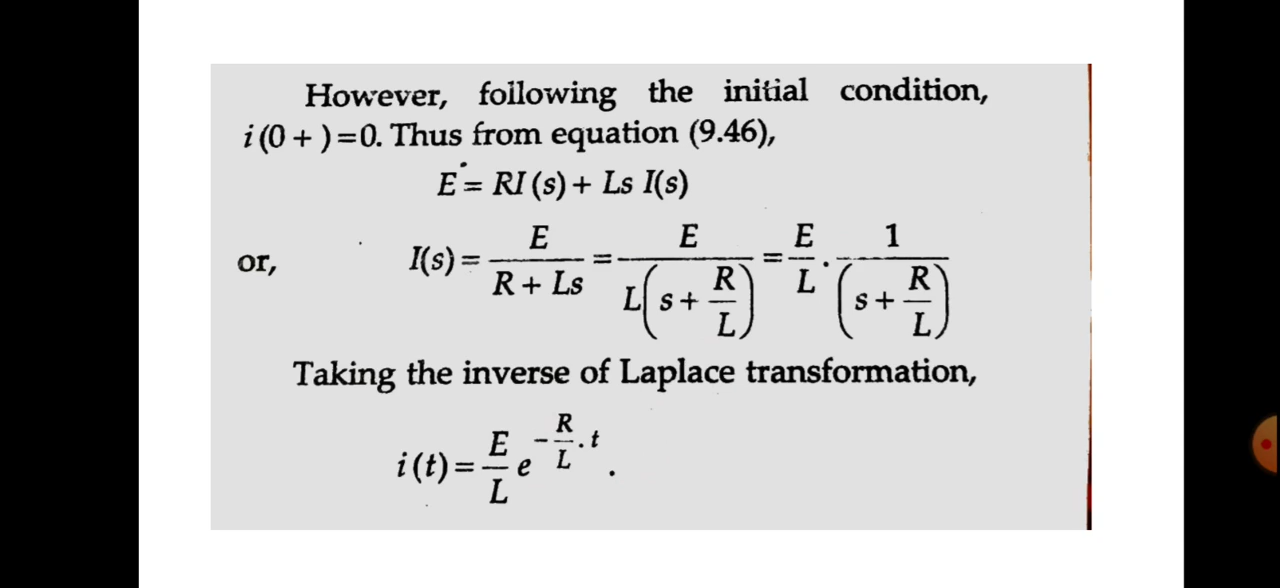 However, following the initial condition,
i (0 + ) = 0. Thus from equation (9.46),
E = RI (s) + Ls I(s)
or, I(s) = E / (R + Ls) = E / L(s + R/L) = E/L . 1 / (s + R/L)
Taking the inverse of Laplace transformation,
i (t) = E/L e^(-R/L . t) .